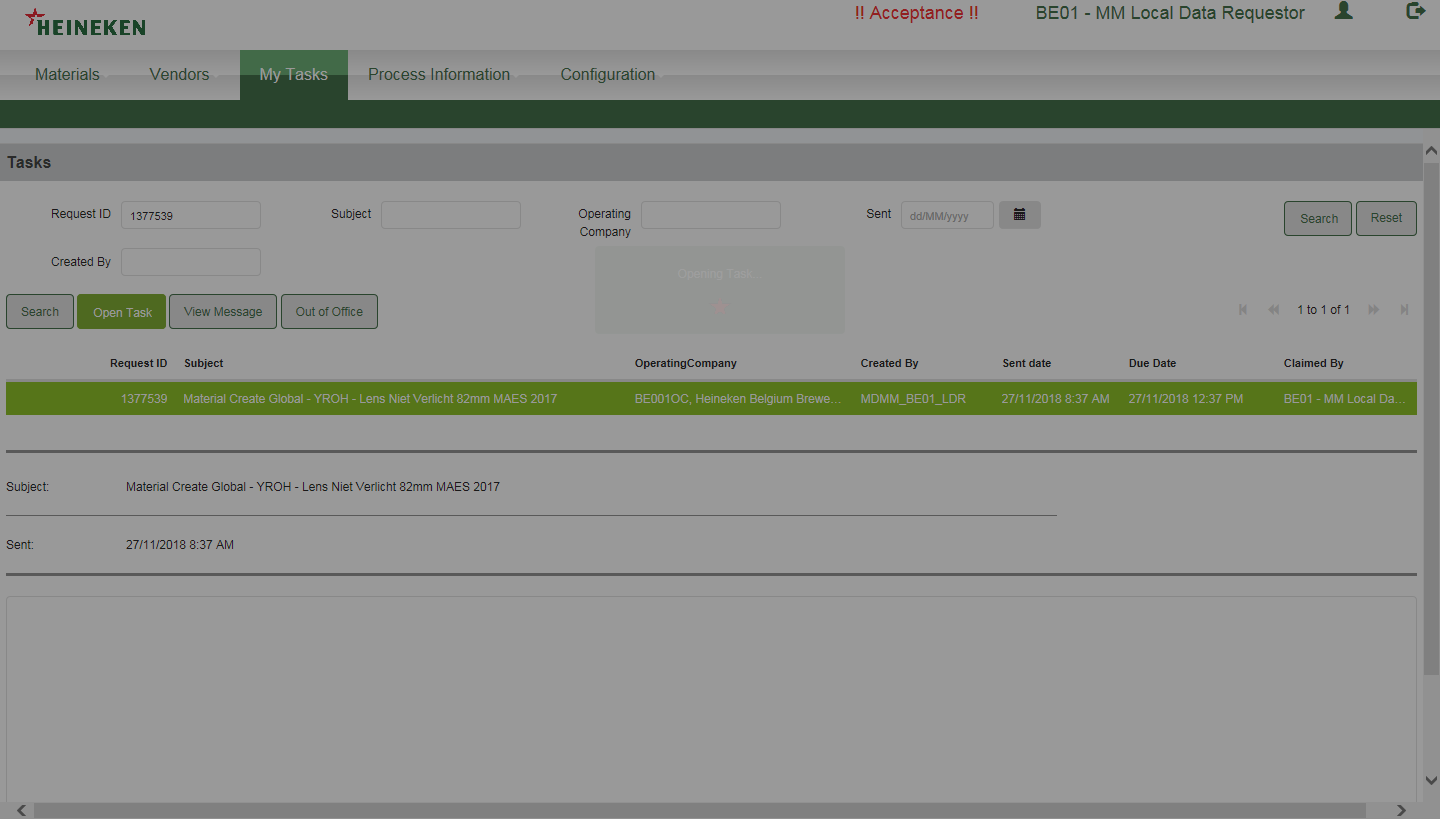 HEINEKEN
!! Acceptance !!
BE01 - MM Local Data Requestor
Materials
Vendors
My Tasks
Process Information
Configuration
Tasks
Request ID
1377539
Subject
Operating
Company
Sent
dd/MM/yyyy
Search
Reset
Created By
Opening Task...
Search
Open Task
View Message
Out of Office
1 to 1 of 1
Request ID
Subject
OperatingCompany
Created By
Sent date
Due Date
Claimed By
1377539
Material Create Global - YROH - Lens Niet Verlicht 82mm MAES 2017
BE001OC, Heineken Belgium Brewe...
MDMM_BE01_LDR
27/11/2018 8:37 AM
27/11/2018 12:37 PM
BE01 - MM Local Da...
Subject:
Material Create Global - YROH - Lens Niet Verlicht 82mm MAES 2017
Sent:
27/11/2018 8:37 AM